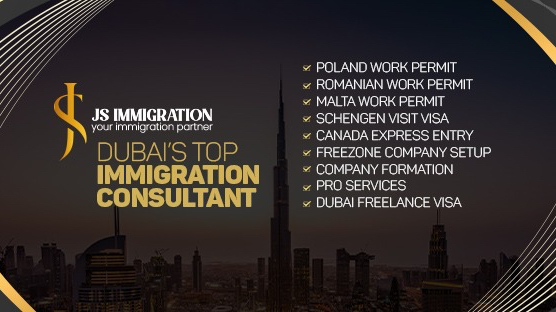 JS IMMIGRATION
your immigration partner
DUBAI'S TOP
IMMIGRATION
CONSULTANT
POLAND WORK PERMIT
ROMANIAN WORK PERMIT
MALTA WORK PERMIT
SCHENGEN VISIT VISA
CANADA EXPRESS ENTRY
FREEZONE COMPANY SETUP
COMPANY FORMATION
PRO SERVICES
DUBAI FREELANCE VISA